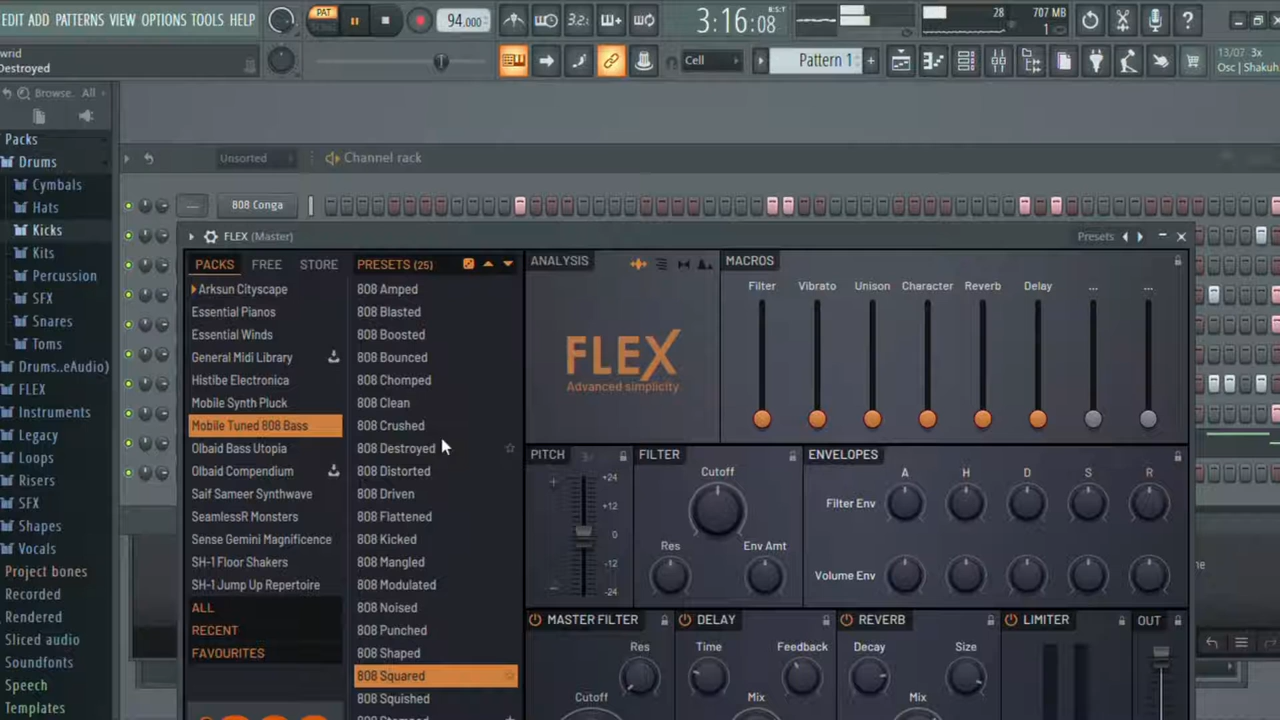 EDIT ADD PATTERNS VIEW OPTIONS TOOLS HELP
PAT
94.000
3.2:
3:16:08
B:S:T
28
707 MB
1
wrid
Destroyed
Cell
Pattern 1
13/07 3x
Osc | Shakuh
Browse.. All
Packs
Drums
Cymbals
Hats
Kicks
Kits
Percussion
SFX
Snares
Toms
Drums..eAudio)
FLEX
Instruments
Legacy
Loops
Risers
SFX
Shapes
Vocals
Project bones
Recorded
Rendered
Sliced audio
Soundfonts
Speech
Templates
Unsorted
Channel rack
808 Conga
FLEX (Master)
Presets
PACKS FREE STORE
Arksun Cityscape
Essential Pianos
Essential Winds
General Midi Library
Histibe Electronica
Mobile Synth Pluck
Mobile Tuned 808 Bass
Olbaid Bass Utopia
Olbaid Compendium
Saif Sameer Synthwave
SeamlessR Monsters
Sense Gemini Magnificence
SH-1 Floor Shakers
SH-1 Jump Up Repertoire
ALL
RECENT
FAVOURITES
PRESETS (25)
808 Amped
808 Blasted
808 Boosted
808 Bounced
808 Chomped
808 Clean
808 Crushed
808 Destroyed
808 Distorted
808 Driven
808 Flattened
808 Kicked
808 Mangled
808 Modulated
808 Noised
808 Punched
808 Shaped
808 Squared
808 Squished
808 Stomped
ANALYSIS
FLEX
Advanced simplicity.
MACROS
Filter Vibrato Unison Character Reverb Delay ... ...
PITCH
+24
+12
0
-12
-24
FILTER
Cutoff
Res
Env Amt
ENVELOPES
A H D S R
Filter Env
Volume Env
MASTER FILTER
Res
Cutoff
DELAY
Time
Feedback
Mix
REVERB
Decay
Size
Mix
LIMITER
OUT